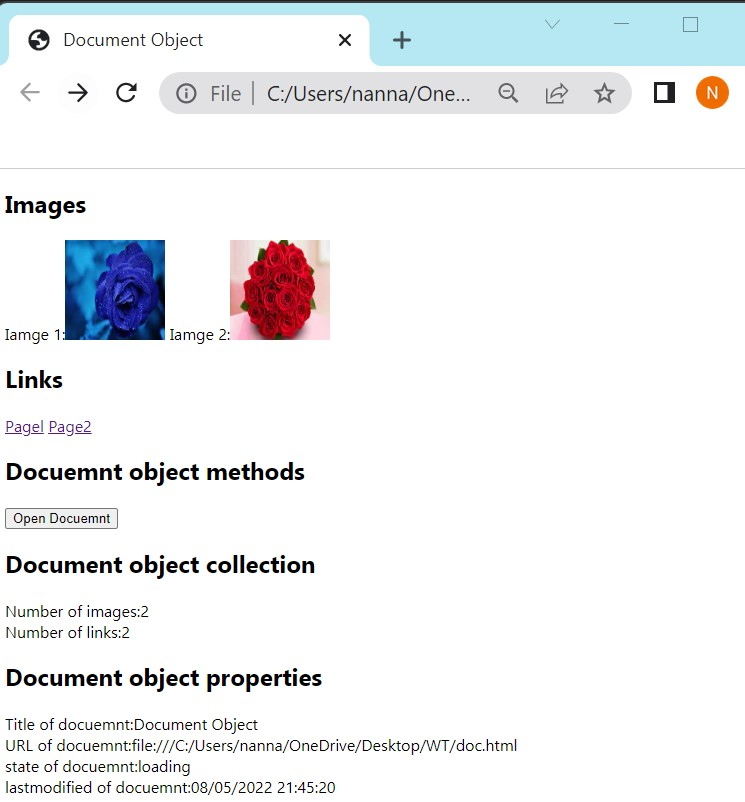 Document Object
File | C:/Users/nanna/One...
N
Images
Iamge 1: Iamge 2:
Links
Pagel Page2
Docuemnt object methods
Open Docuemnt
Document object collection
Number of images:2
Number of links:2
Document object properties
Title of docuemnt:Document Object
URL of docuemnt:file:///C:/Users/nanna/OneDrive/Desktop/WT/doc.html
state of docuemnt:loading
lastmodified of docuemnt:08/05/2022 21:45:20